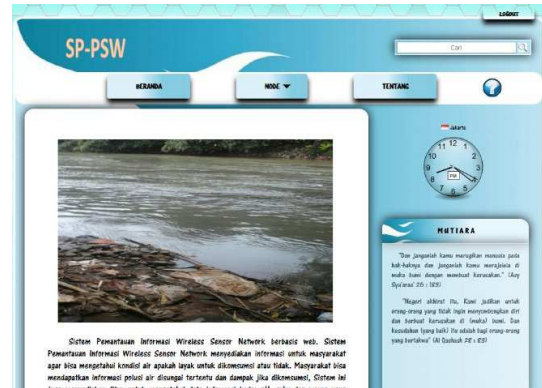 LOGOUT
SP-PSW
Cari
BERANDA
NODE
TENTANG
Jakarta
11 12 1
10 2
9 3
8 4
7 6 5
PM
MUTIARA
"Dan janganlah kamu merugikan manusia pada
hak-haknya dan janganlah kamu merajalela di
muka bumi dengan membuat kerusakan." (Asy
Syu'araa' 26 : 183)
"Negeri akhirat itu, Kami jadikan untuk
orang-orang yang tidak ingin menyombongkan diri
dan berbuat kerusakan di (muka) bumi. Dan
kesudahan (yang baik) itu adalah bagi orang-orang
yang bertakwa" (Al Qashash 28 : 83)
Sistem Pemantauan Informasi Wireless Sensor Network berbasis web. Sistem
Pemantauan Informasi Wireless Sensor Network menyediakan informasi untuk masyarakat
agar bisa mengetahui kondisi air apakah layak untuk dikonsumsi atau tidak. Masyarakat bisa
mendapatkan informasi polusi air disungai tertentu dan dampak jika dikomsumsi, Sistem ini